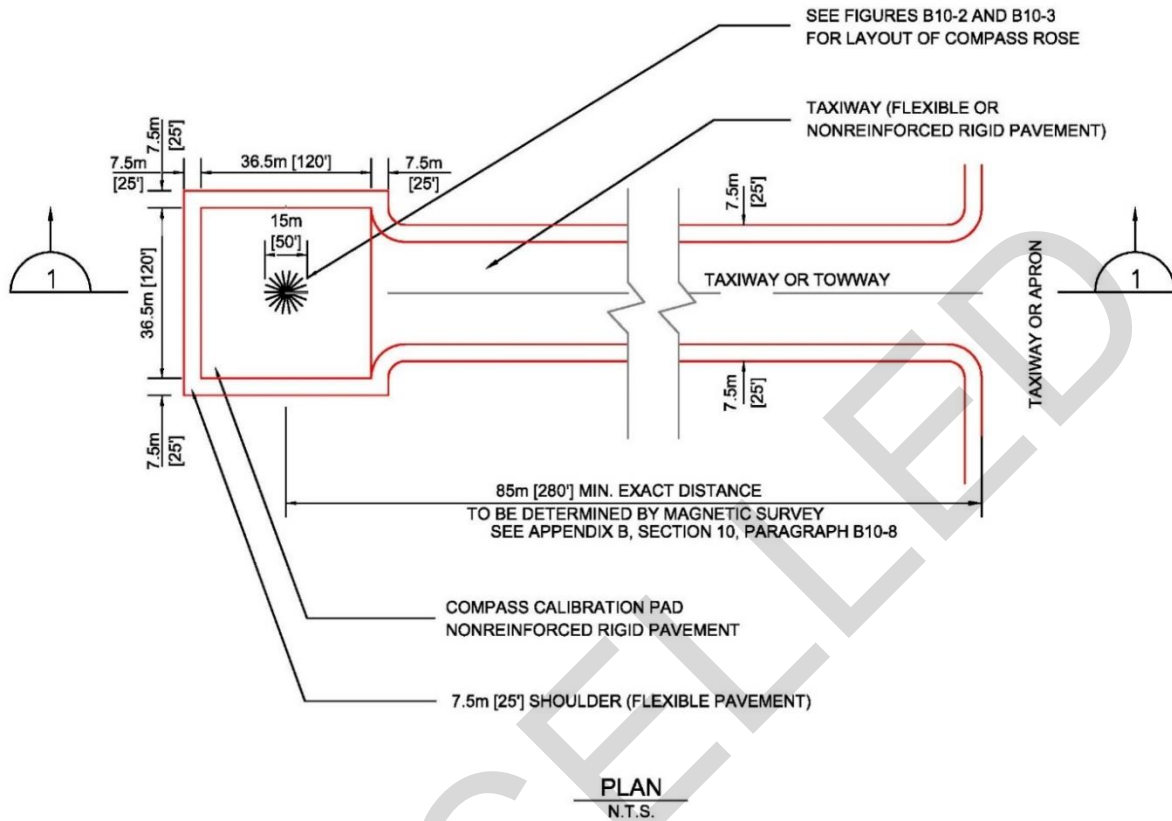 SEE FIGURES B10-2 AND B10-3
FOR LAYOUT OF COMPASS ROSE
TAXIWAY (FLEXIBLE OR
NONREINFORCED RIGID PAVEMENT)
7.5m
[25']
7.5m
[25']
36.5m [120']
7.5m
[25']
15m
[50']
7.5m
[25']
1
36.5m [120']
TAXIWAY OR TOWWAY
TAXIWAY OR APRON
1
7.5m
[25']
7.5m
[25']
85m [280'] MIN. EXACT DISTANCE
TO BE DETERMINED BY MAGNETIC SURVEY
SEE APPENDIX B, SECTION 10, PARAGRAPH B10-8
COMPASS CALIBRATION PAD
NONREINFORCED RIGID PAVEMENT
7.5m [25'] SHOULDER (FLEXIBLE PAVEMENT)
PLAN
N.T.S.
CELLED